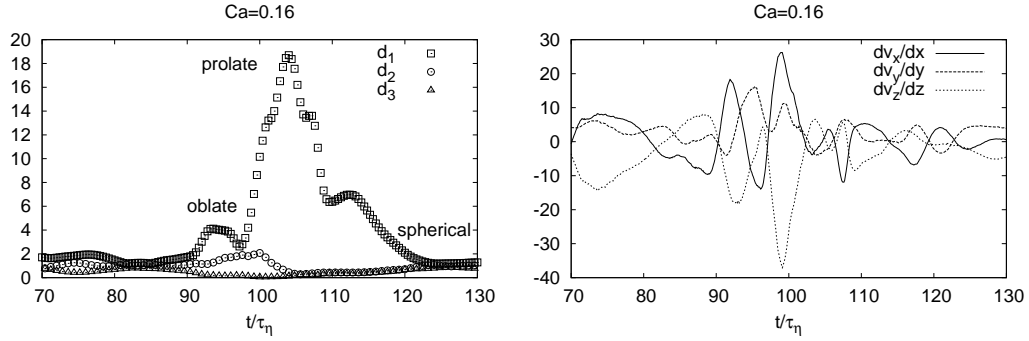 Ca=0.16
20
18
16
14
12
10
8
6
4
2
0
70 80 90 100 110 120 130
t/τη
prolate
oblate
spherical
d1
d2
d3
Ca=0.16
30
20
10
0
-10
-20
-30
-40
70 80 90 100 110 120 130
t/τη
dvx/dx
dvy/dy
dvz/dz